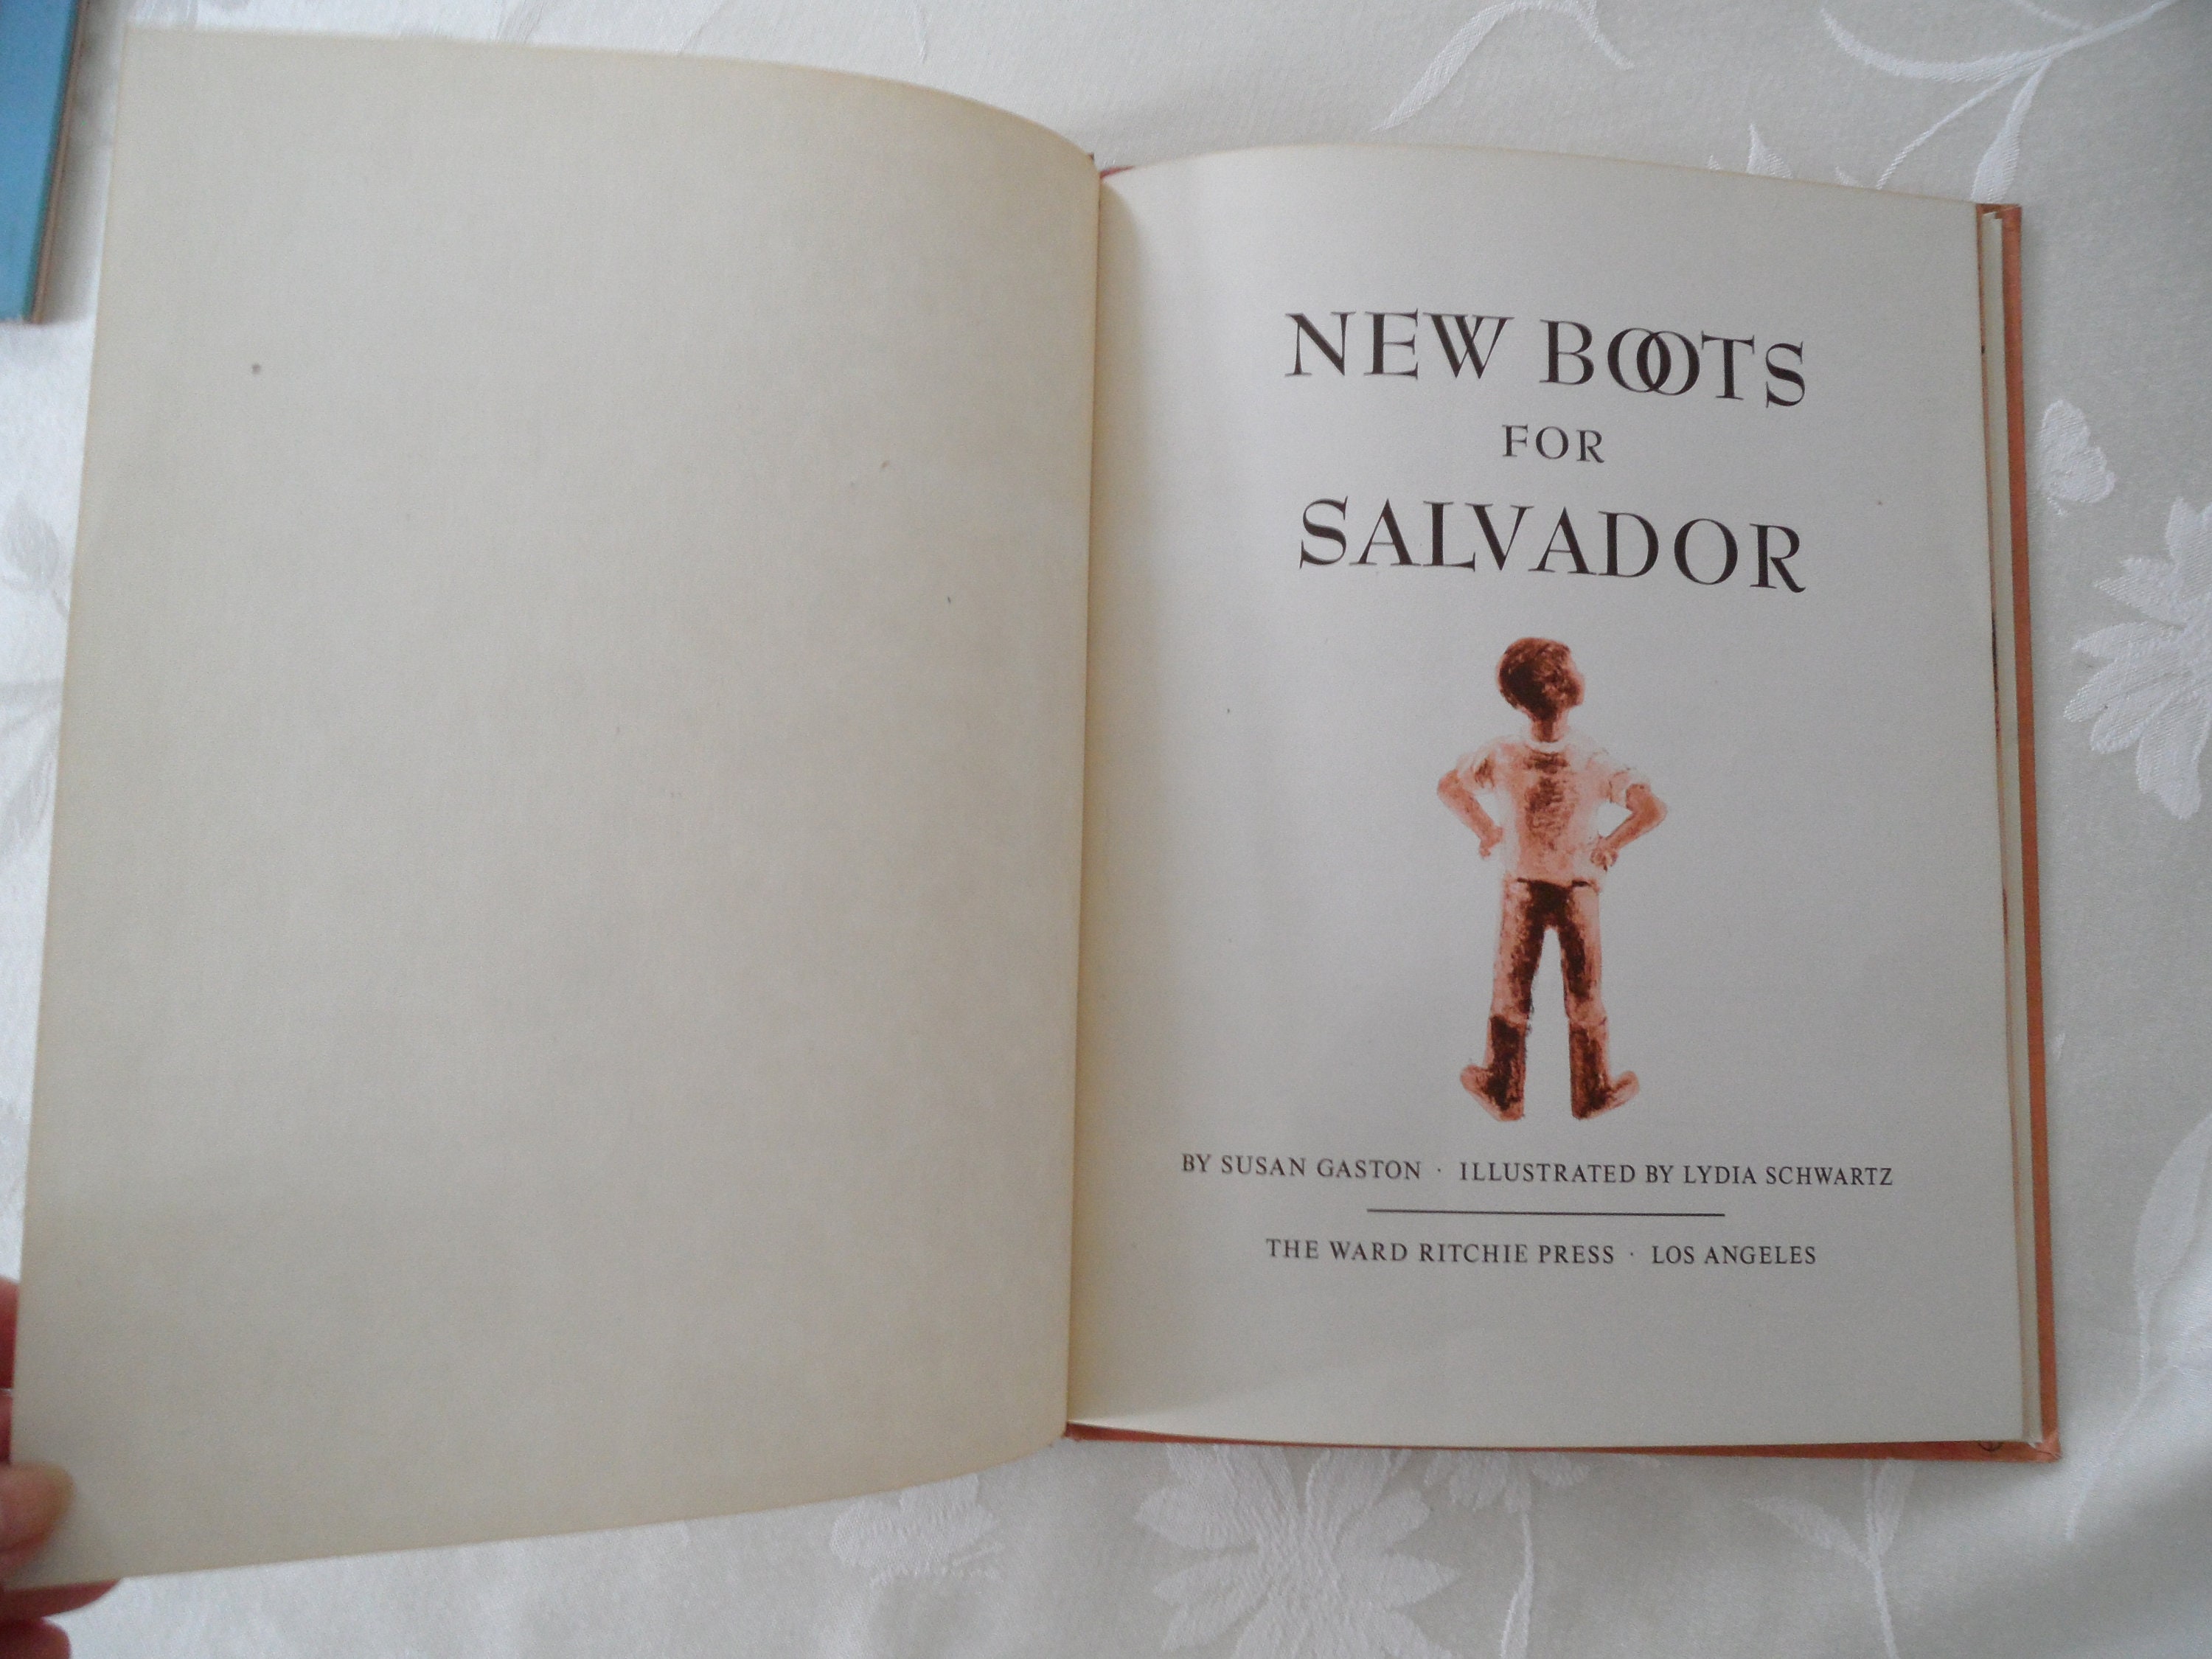 NEW BOOTS
FOR
SALVADOR
BY SUSAN GASTON · ILLUSTRATED BY LYDIA SCHWARTZ
THE WARD RITCHIE PRESS · LOS ANGELES